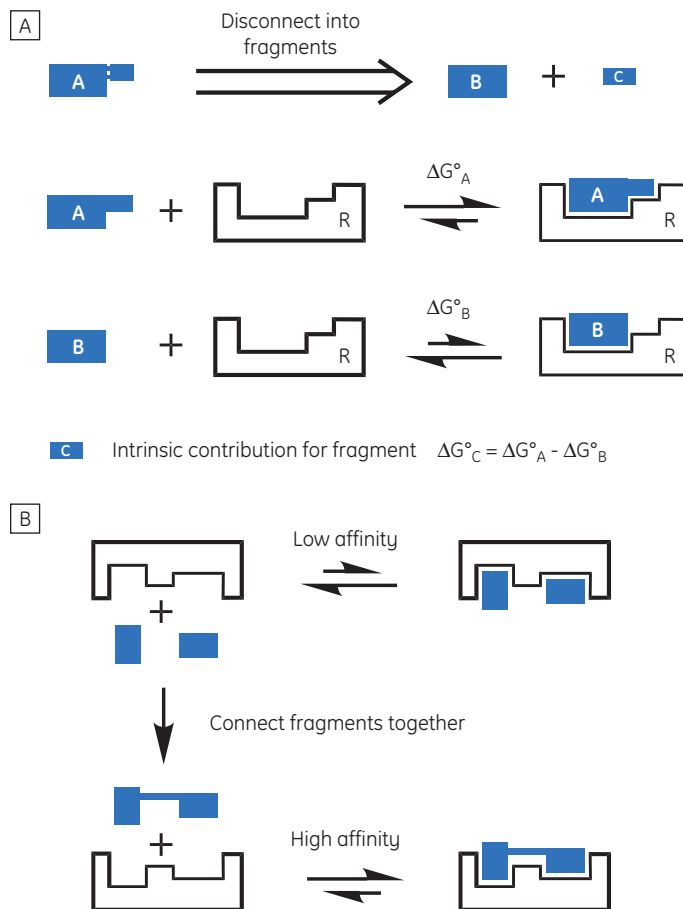 A
Disconnect into
fragments
A
B
+
C
A
+
R
ΔG°A
A
R
B
+
R
ΔG°B
B
R
C Intrinsic contribution for fragment ΔG°C = ΔG°A - ΔG°B
B
Low affinity
+
Connect fragments together
+
High affinity